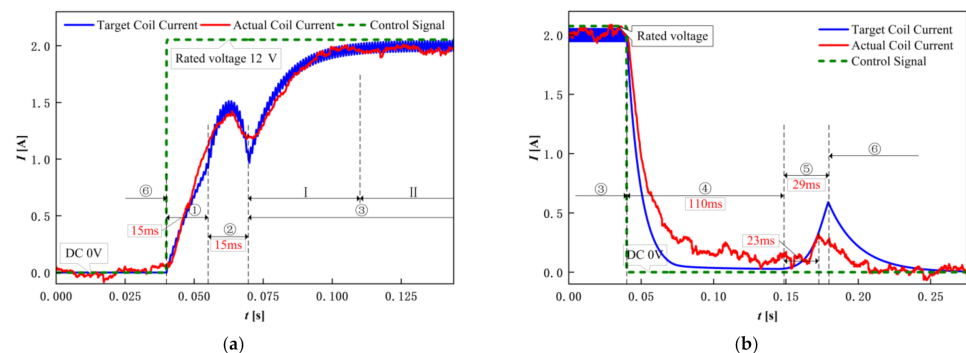 Target Coil Current Actual Coil Current Control Signal
2.0
1.5
1.0
0.5
0.0
I [A]
Rated voltage 12 V
Ⅰ
Ⅱ
⑥
①
③
15ms
②
15ms
DC 0V
0.000 0.025 0.050 0.075 0.100 0.125
t [s]
(a)
2.0
1.5
1.0
0.5
0.0
I [A]
Rated voltage
Target Coil Current
Actual Coil Current
Control Signal
⑤
⑥
29ms
③
④
110ms
23ms
DC 0V
0.00 0.05 0.10 0.15 0.20 0.25
t [s]
(b)